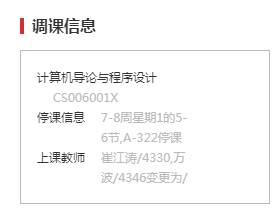 调课信息
计算机导论与程序设计
CS006001X
停课信息 7-8周星期1的5-
6节,A-322停课
上课教师 崔江涛/4330,万
波/4346变更为/